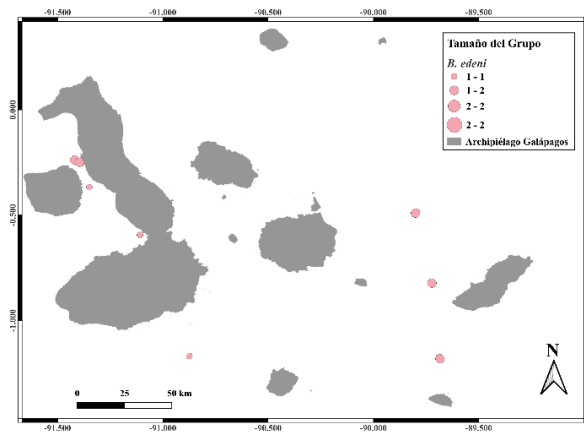 -91.500 -91.000 -90.500 -90.000 -89.500
0.000
-0.500
-1.000
Tamaño del Grupo
B. edeni
1 - 1
1 - 2
2 - 2
2 - 2
Archipiélago Galápagos
N
0 25 50 km
-91.500 -91.000 -90.500 -90.000 -89.500